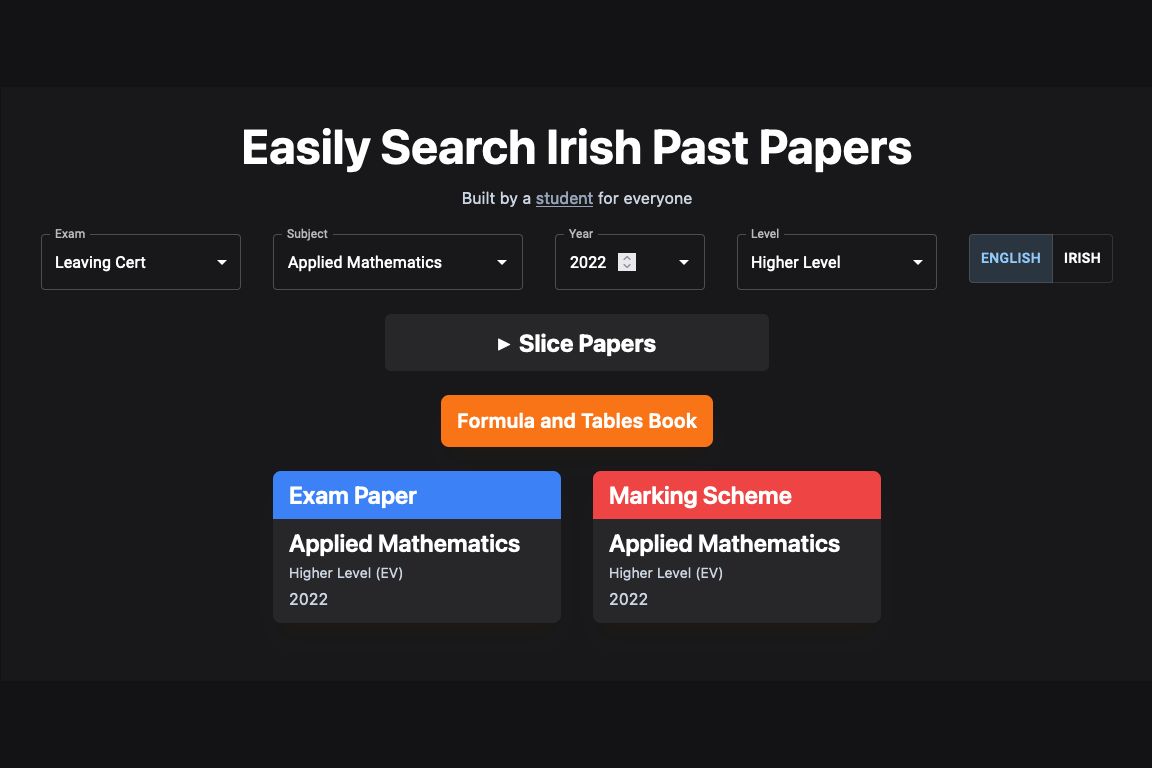 Easily Search Irish Past Papers
Built by a student for everyone
Exam
Leaving Cert
Subject
Applied Mathematics
Year
2022
Level
Higher Level
ENGLISH
IRISH
▶ Slice Papers
Formula and Tables Book
Exam Paper
Applied Mathematics
Higher Level (EV)
2022
Marking Scheme
Applied Mathematics
Higher Level (EV)
2022